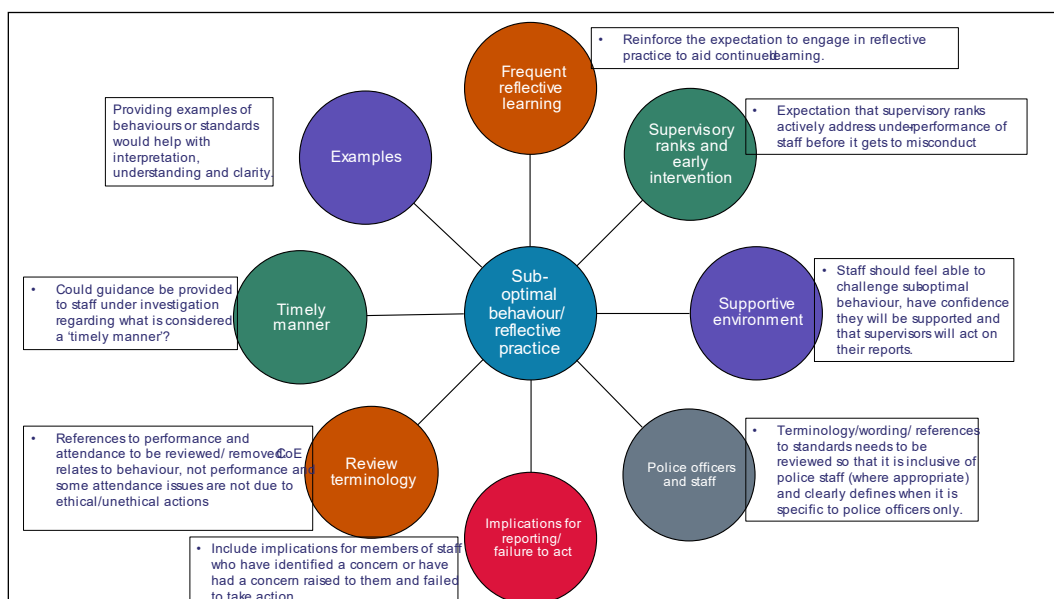 Frequent
reflective
learning
• Reinforce the expectation to engage in reflective
practice to aid continued learning.
Supervisory
ranks and
early
intervention
• Expectation that supervisory ranks
actively address under-performance of
staff before it gets to misconduct
Examples
Providing examples of
behaviours or standards
would help with
interpretation,
understanding and clarity.
Sub-
optimal
behaviour/
reflective
practice
Timely
manner
• Could guidance be provided
to staff under investigation
regarding what is considered
a ‘timely manner’?
Supportive
environment
• Staff should feel able to
challenge suboptimal
behaviour, have confidence
they will be supported and
that supervisors will act on
their reports.
Review
terminology
• References to performance and
attendance to be reviewed/ removed. CoE
relates to behaviour, not performance and
some attendance issues are not due to
ethical/unethical actions
Police officers
and staff
• Terminology/wording/ references
to standards needs to be
reviewed so that it is inclusive of
police staff (where appropriate)
and clearly defines when it is
specific to police officers only.
Implications for
reporting/
failure to act
• Include implications for members of staff
who have identified a concern or have
had a concern raised to them and failed
to take action